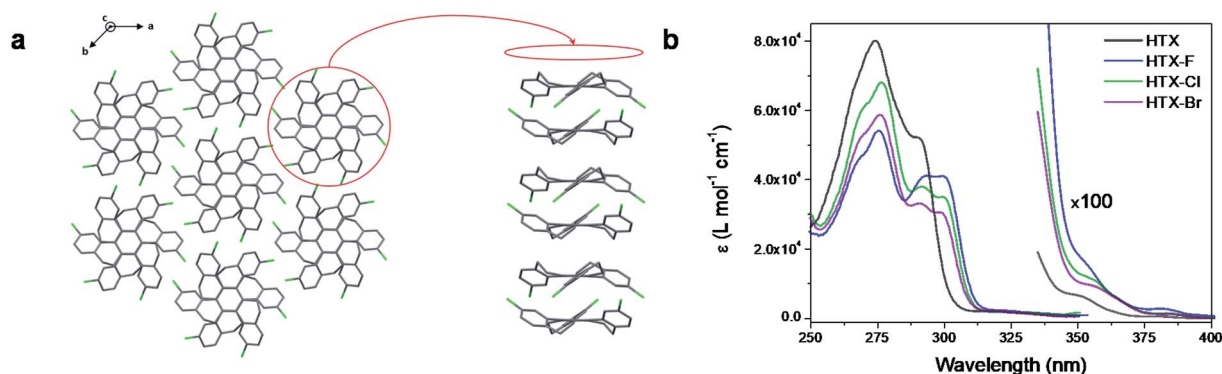 a
c
a
b
b
ε (L mol⁻¹ cm⁻¹)
8.0x10⁴
6.0x10⁴
4.0x10⁴
2.0x10⁴
0.0
HTX
HTX-F
HTX-Cl
HTX-Br
x100
250 275 300 325 350 375 400
Wavelength (nm)